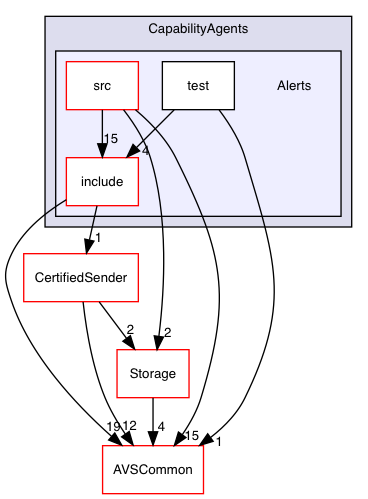 CapabilityAgents
src
test
Alerts
15
4
include
1
CertifiedSender
2
2
Storage
19
12
4
15
1
AVSCommon